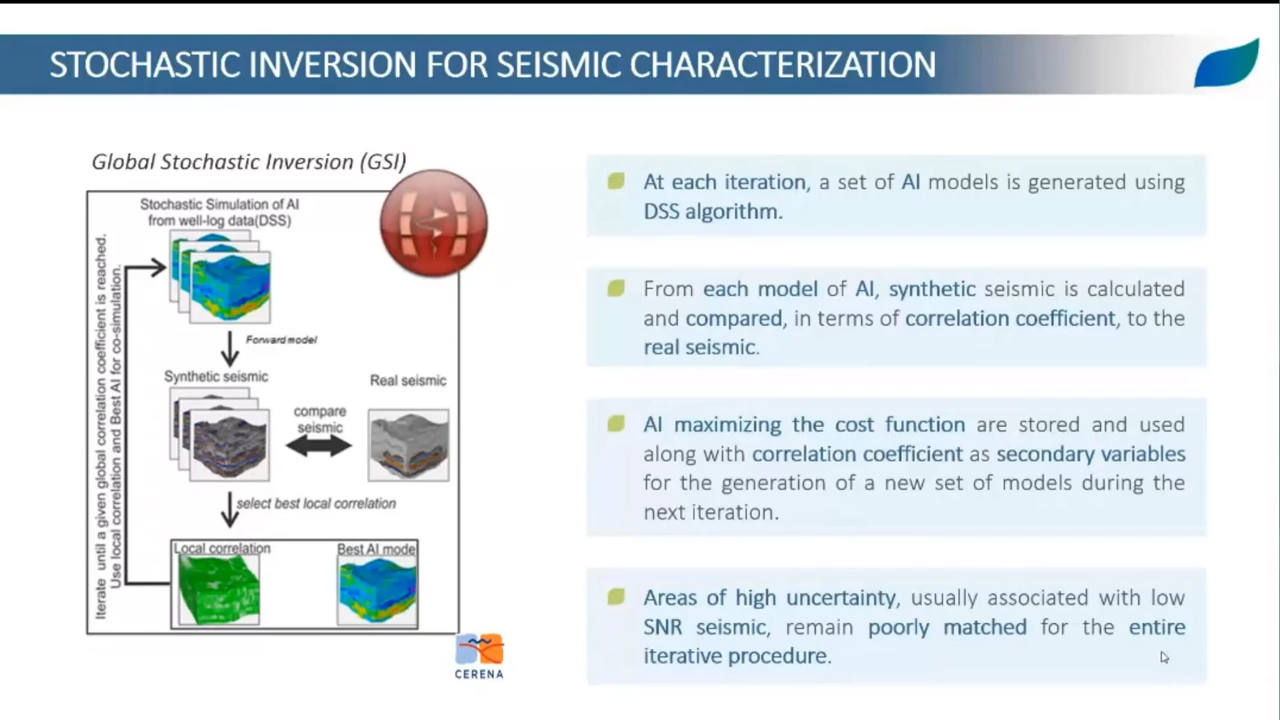 STOCHASTIC INVERSION FOR SEISMIC CHARACTERIZATION
Global Stochastic Inversion (GSI)
Stochastic Simulation of AI
from well-log data(DSS)
Iterate until a given global correlation coefficient is reached.
Use local correlation and Best AI for co-simulation.
Forward model
Synthetic seismic
Real seismic
compare
seismic
select best local correlation
Local correlation
Best AI mode
CERENA
At each iteration, a set of AI models is generated using
DSS algorithm.
From each model of AI, synthetic seismic is calculated
and compared, in terms of correlation coefficient, to the
real seismic.
AI maximizing the cost function are stored and used
along with correlation coefficient as secondary variables
for the generation of a new set of models during the
next iteration.
Areas of high uncertainty, usually associated with low
SNR seismic, remain poorly matched for the entire
iterative procedure.